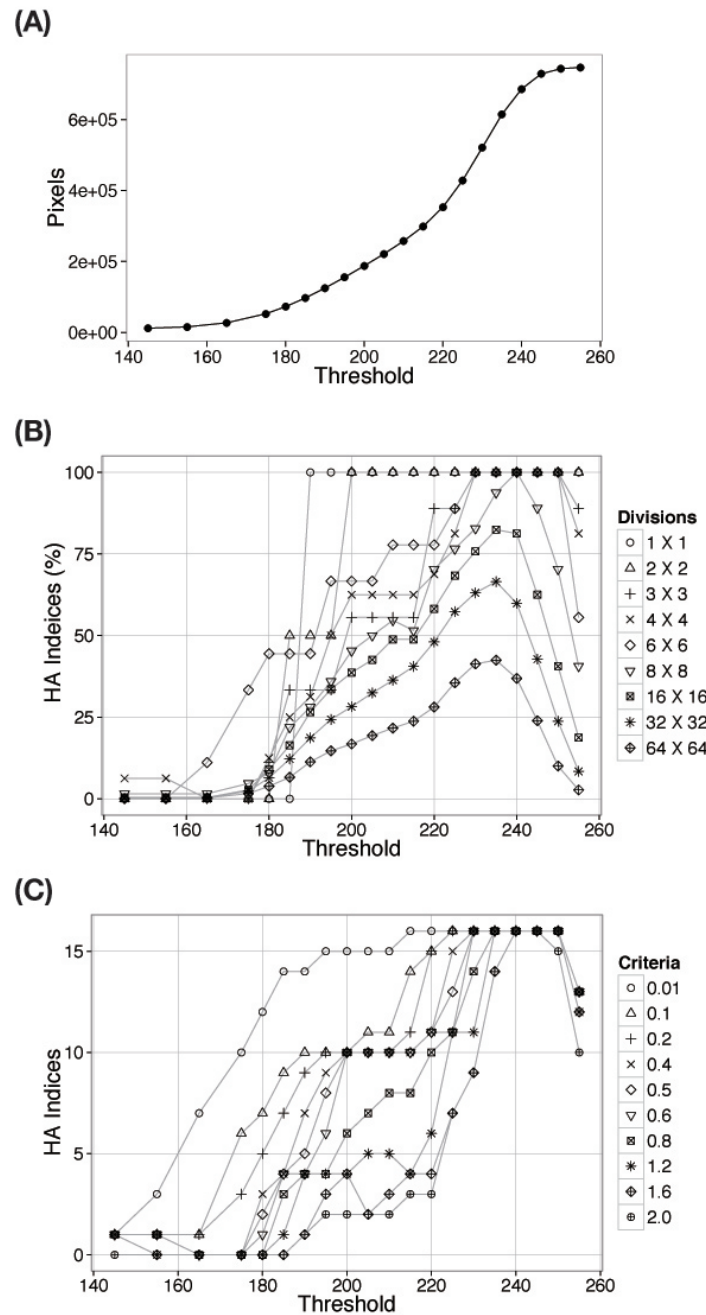 (A)
6e+05
4e+05
2e+05
0e+00
Pixels
140 160 180 200 220 240 260
Threshold
(B)
100
75
50
25
0
HA Indeices (%)
140 160 180 200 220 240 260
Threshold
Divisions
1 X 1
2 X 2
3 X 3
4 X 4
6 X 6
8 X 8
16 X 16
32 X 32
64 X 64
(C)
15
10
5
0
HA Indices
140 160 180 200 220 240 260
Threshold
Criteria
0.01
0.1
0.2
0.4
0.5
0.6
0.8
1.2
1.6
2.0